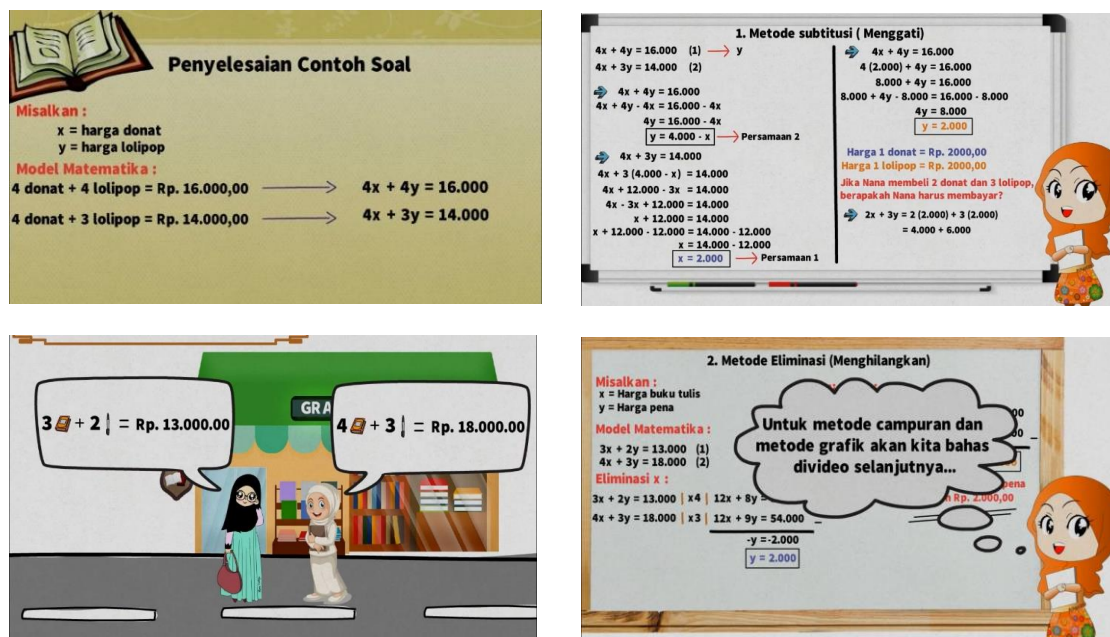 Penyelesaian Contoh Soal
Misalkan :
x = harga donat
y = harga lolipop
Model Matematika :
4 donat + 4 lolipop = Rp. 16.000,00 4x + 4y = 16.000
4 donat + 3 lolipop = Rp. 14.000,00 4x + 3y = 14.000
1. Metode subtitusi ( Menggati)
4x + 4y = 16.000 (1) y
4x + 3y = 14.000 (2)
4x + 4y = 16.000
4x + 4y - 4x = 16.000 - 4x
4y = 16.000 - 4x
y = 4.000 - x Persamaan 2
4x + 3y = 14.000
4x + 3 (4.000 - x) = 14.000
4x + 12.000 - 3x = 14.000
4x - 3x + 12.000 = 14.000
x + 12.000 = 14.000
x + 12.000 - 12.000 = 14.000 - 12.000
x = 14.000 - 12.000
x = 2.000 Persamaan 1
4x + 4y = 16.000
4 (2.000) + 4y = 16.000
8.000 + 4y = 16.000
8.000 + 4y - 8.000 = 16.000 - 8.000
4y = 8.000
y = 2.000
Harga 1 donat = Rp. 2000,00
Harga 1 lolipop = Rp. 2000,00
Jika Nana membeli 2 donat dan 3 lolipop,
berapakah Nana harus membayar?
2x + 3y = 2 (2.000) + 3 (2.000)
= 4.000 + 6.000
3 + 2 = Rp. 13.000.00
GRA
4 + 3 = Rp. 18.000.00
2. Metode Eliminasi (Menghilangkan)
Misalkan :
x = Harga buku tulis
y = Harga pena
Model Matematika :
3x + 2y = 13.000 (1)
4x + 3y = 18.000 (2)
Eliminasi x :
3x + 2y = 13.000 | x4 | 12x + 8y =
4x + 3y = 18.000 | x3 | 12x + 9y = 54.000 _
-y =-2.000
y = 2.000
Untuk metode campuran dan
metode grafik akan kita bahas
divideo selanjutnya...
pena
Rp. 2.000,00